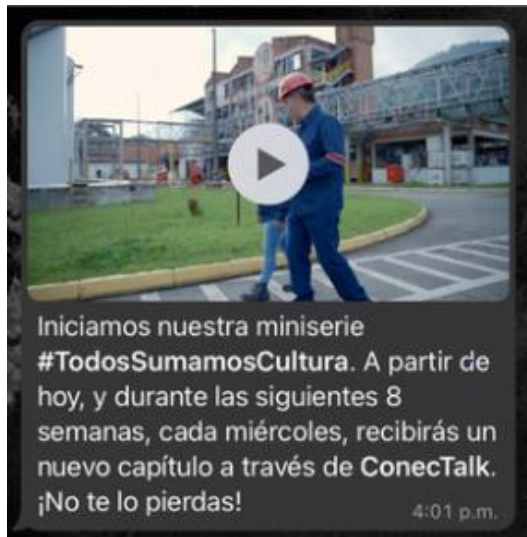 Iniciamos nuestra miniserie
#TodosSumamosCultura. A partir de
hoy, y durante las siguientes 8
semanas, cada miércoles, recibirás un
nuevo capítulo a través de ConecTalk.
¡No te lo pierdas!
4:01 p.m.